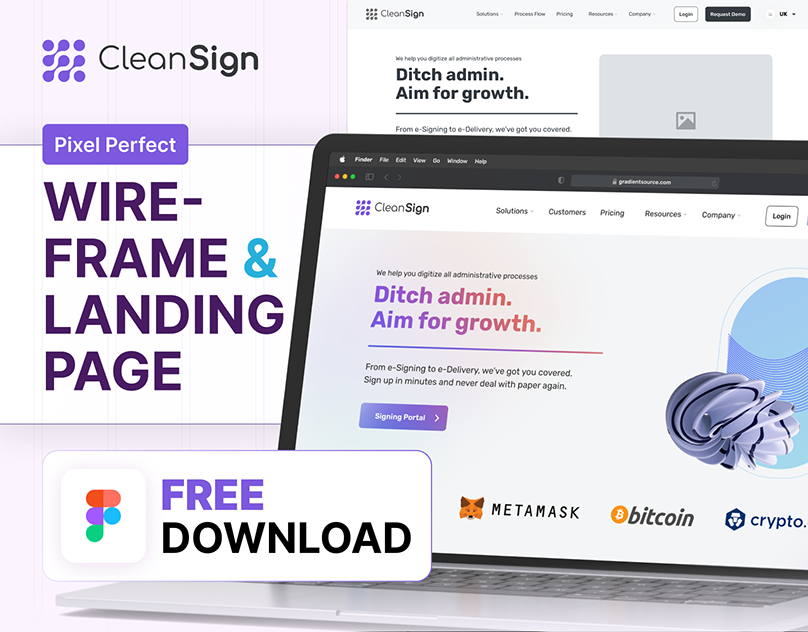 CleanSign
Pixel Perfect
WIRE-
FRAME &
LANDING
PAGE
FREE
DOWNLOAD
CleanSign
Solutions Process Flow Pricing Resources Company Login Request Demo UK
We help you digitize all administrative processes
Ditch admin.
Aim for growth.
From e-Signing to e-Delivery, we've got you covered.
Finder File Edit View Go Window Help
gradientsource.com
CleanSign Solutions Customers Pricing Resources Company Login
We help you digitize all administrative processes
Ditch admin.
Aim for growth.
From e-Signing to e-Delivery, we've got you covered.
Sign up in minutes and never deal with paper again.
Signing Portal
METAMASK bitcoin crypto.